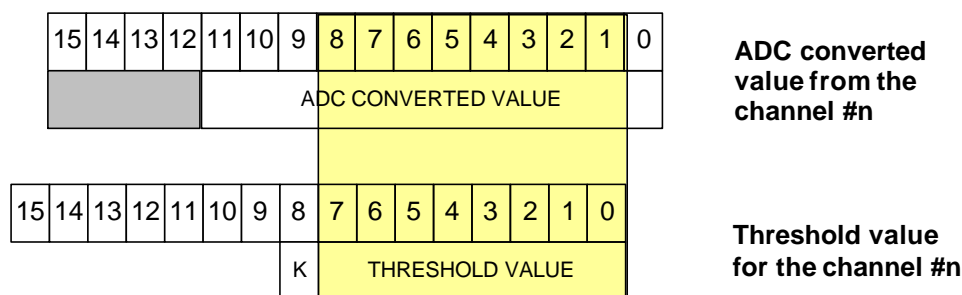 15 14 13 12 11 10 9 8 7 6 5 4 3 2 1 0
ADC CONVERTED VALUE
ADC converted
value from the
channel #n
15 14 13 12 11 10 9 8 7 6 5 4 3 2 1 0
K THRESHOLD VALUE
Threshold value
for the channel #n